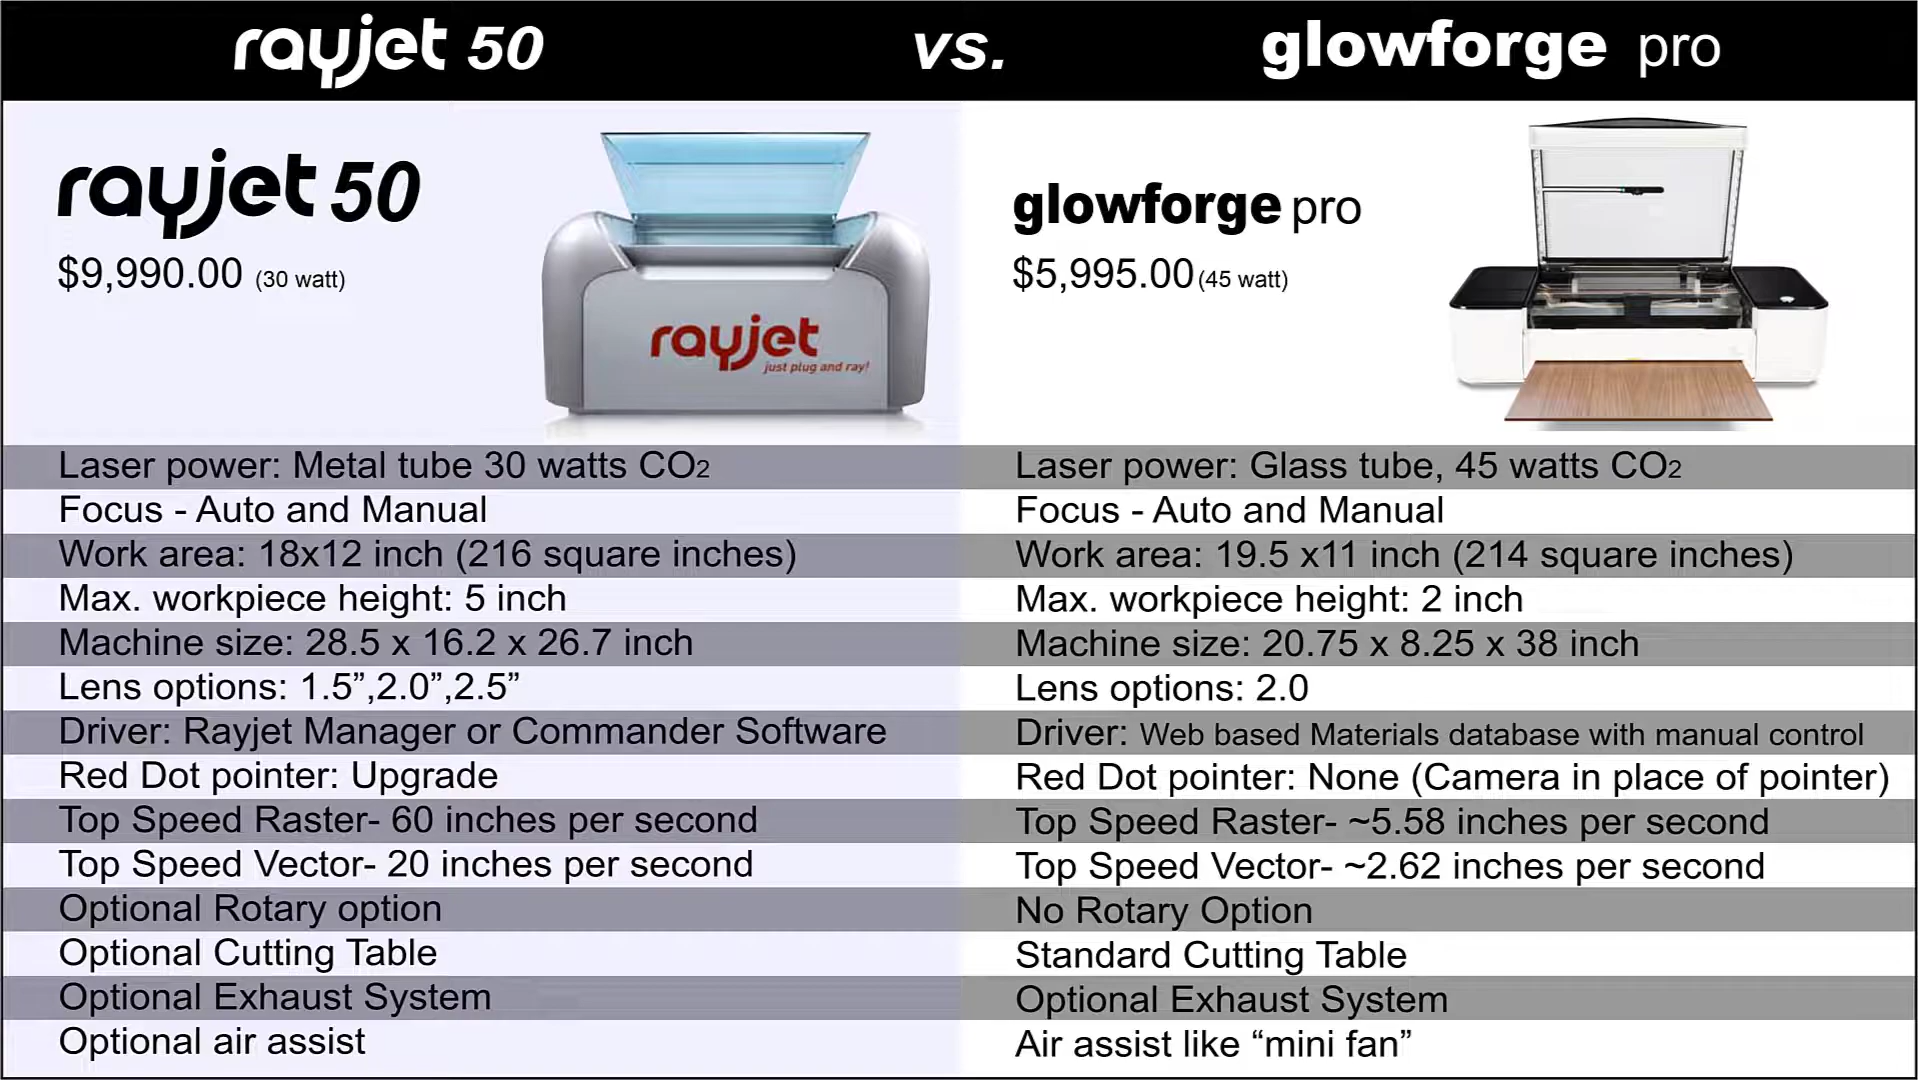 rayjet 50 vs. glowforge pro
rayjet 50
$9,990.00 (30 watt)
rayjet
just plug and ray!
glowforge pro
$5,995.00 (45 watt)
Laser power: Metal tube 30 watts CO2
Focus - Auto and Manual
Work area: 18x12 inch (216 square inches)
Max. workpiece height: 5 inch
Machine size: 28.5 x 16.2 x 26.7 inch
Lens options: 1.5”,2.0”,2.5”
Driver: Rayjet Manager or Commander Software
Red Dot pointer: Upgrade
Top Speed Raster- 60 inches per second
Top Speed Vector- 20 inches per second
Optional Rotary option
Optional Cutting Table
Optional Exhaust System
Optional air assist
Laser power: Glass tube, 45 watts CO2
Focus - Auto and Manual
Work area: 19.5 x11 inch (214 square inches)
Max. workpiece height: 2 inch
Machine size: 20.75 x 8.25 x 38 inch
Lens options: 2.0
Driver: Web based Materials database with manual control
Red Dot pointer: None (Camera in place of pointer)
Top Speed Raster- ~5.58 inches per second
Top Speed Vector- ~2.62 inches per second
No Rotary Option
Standard Cutting Table
Optional Exhaust System
Air assist like “mini fan”